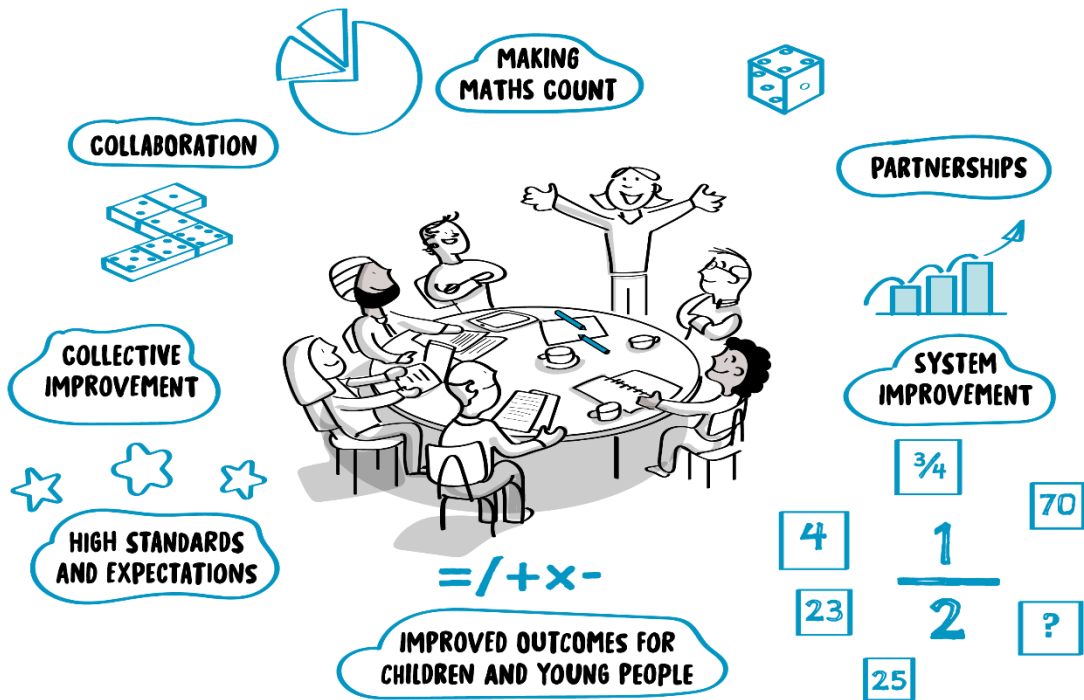 MAKING
MATHS COUNT
COLLABORATION
PARTNERSHIPS
COLLECTIVE
IMPROVEMENT
SYSTEM
IMPROVEMENT
HIGH STANDARDS
AND EXPECTATIONS
=/+×-
IMPROVED OUTCOMES FOR
CHILDREN AND YOUNG PEOPLE
3/4
70
4
1
2
23
?
25